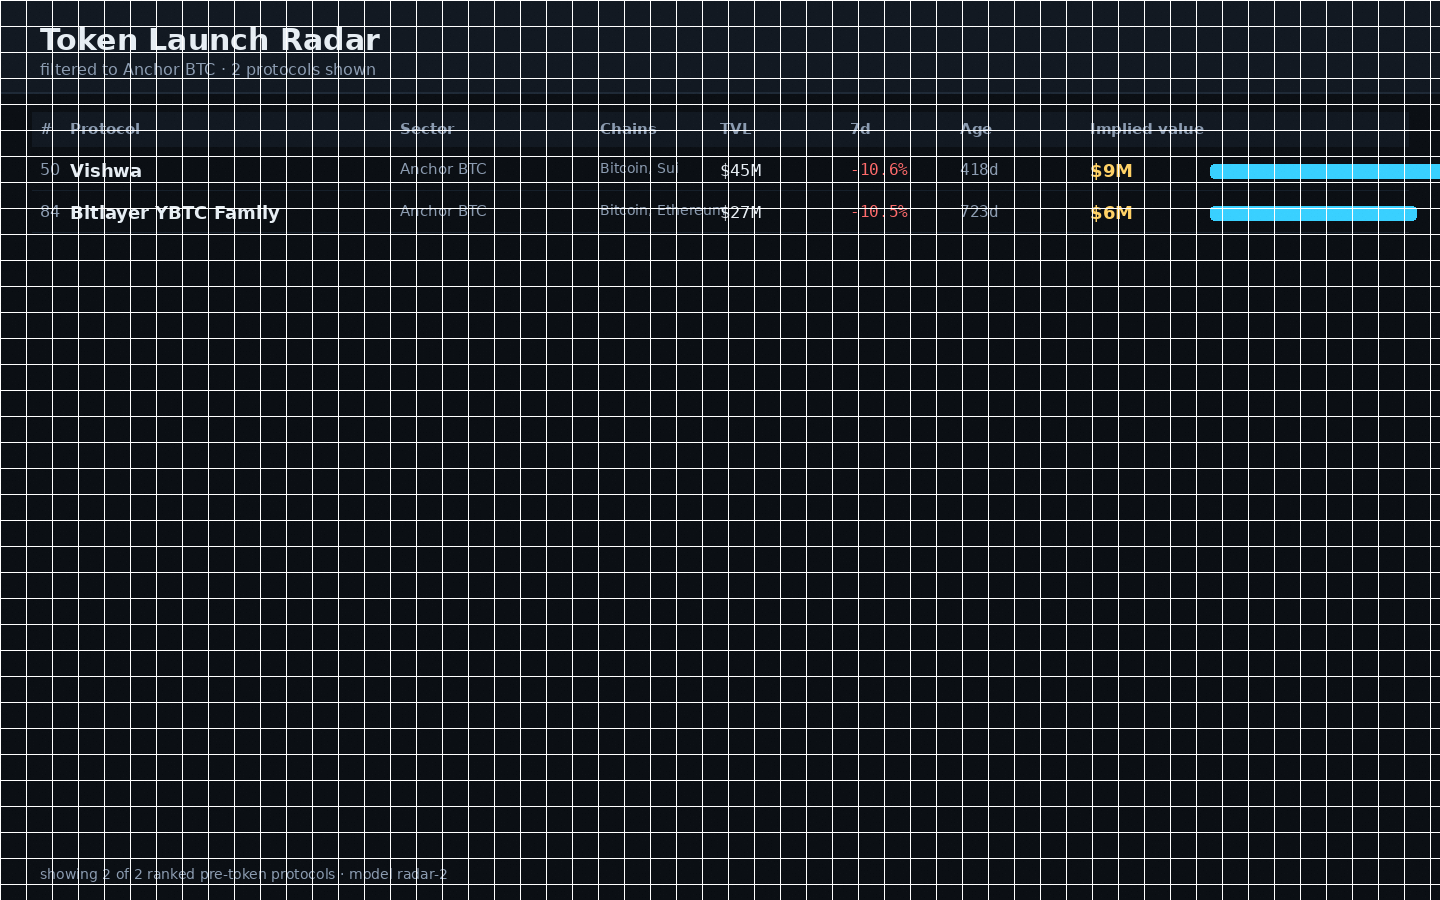 Token Launch Radar
filtered to Anchor BTC · 2 protocols shown
# Protocol Sector Chains TVL 7d Age Implied value
50 Vishwa Anchor BTC Bitcoin, Sui $45M -10.6% 418d $9M
84 Bitlayer YBTC Family Anchor BTC Bitcoin, Ethereum $27M -10.5% 723d $6M
showing 2 of 2 ranked pre-token protocols · model radar-2